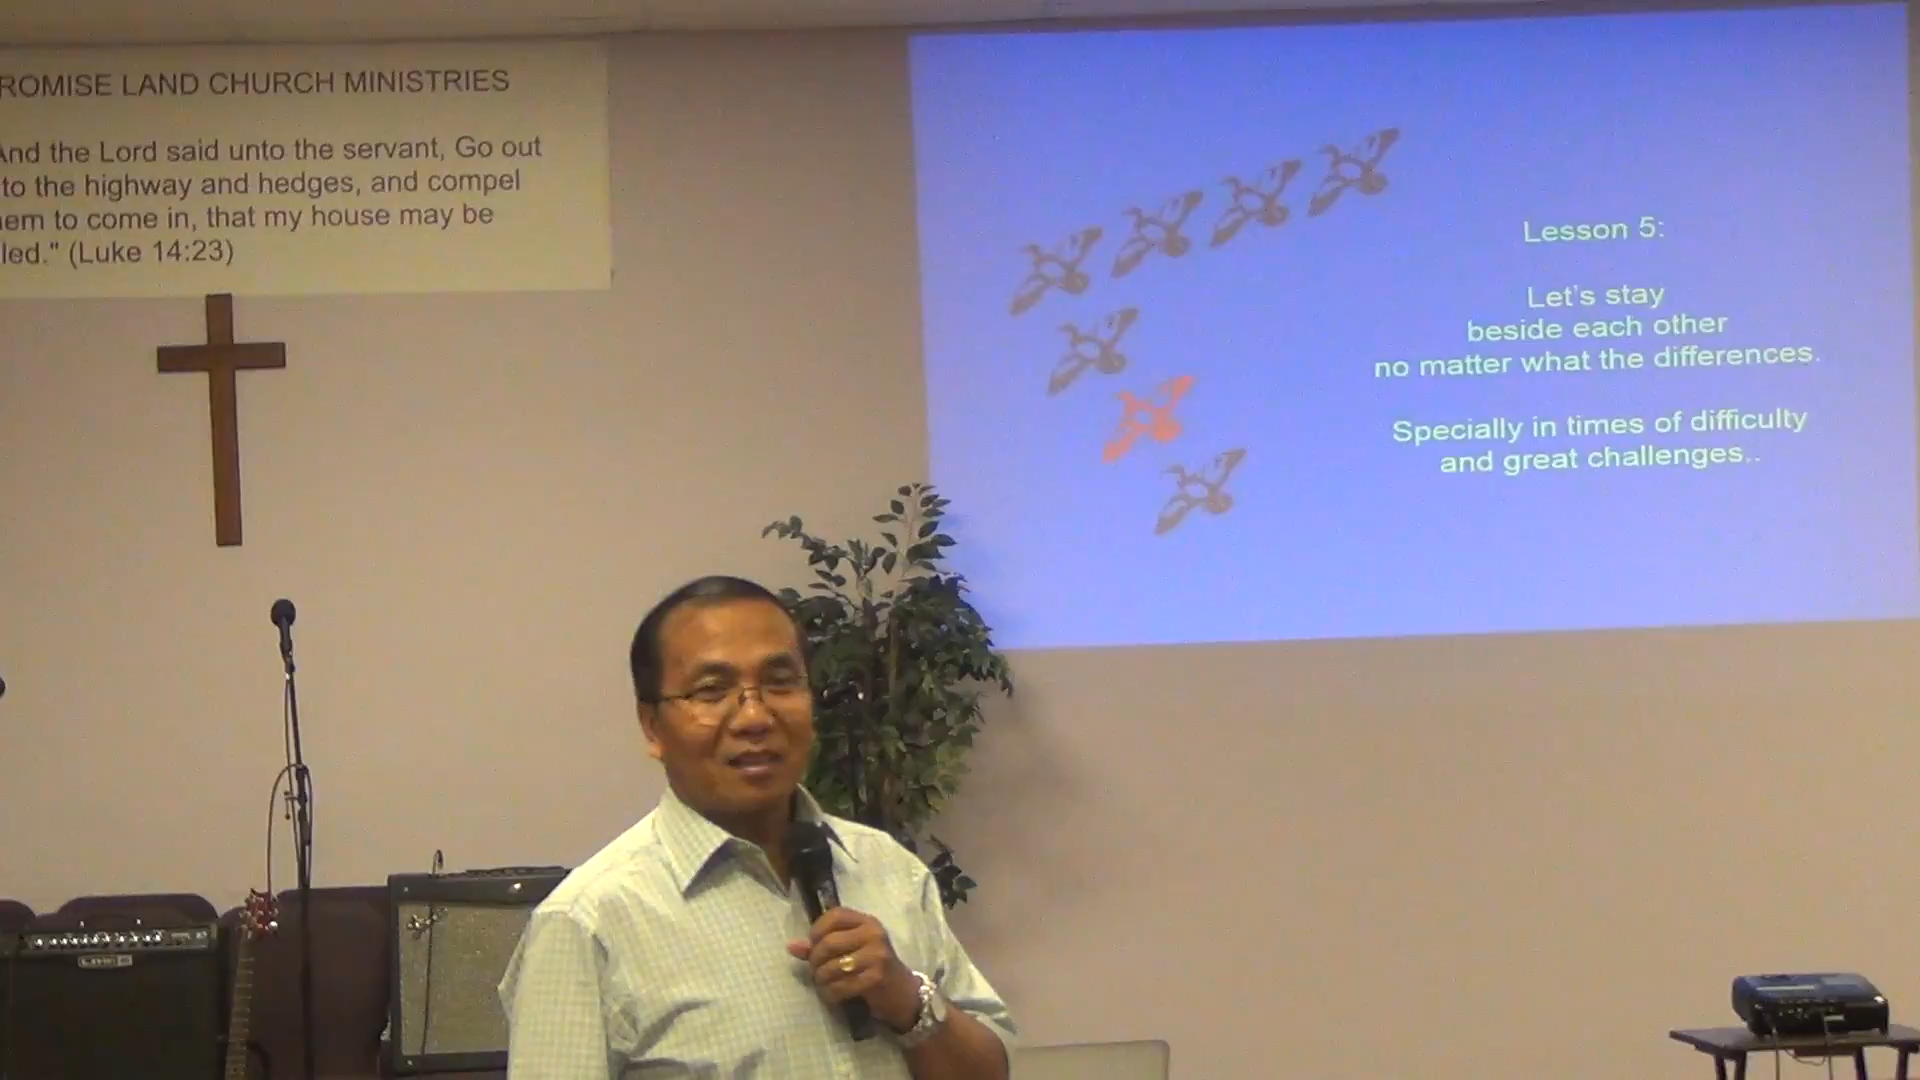 ROMISE LAND CHURCH MINISTRIES
And the Lord said unto the servant, Go out
to the highway and hedges, and compel
em to come in, that my house may be
lled." (Luke 14:23)
Lesson 5:
Let's stay
beside each other
no matter what the differences.
Specially in times of difficulty
and great challenges..
LINE 6